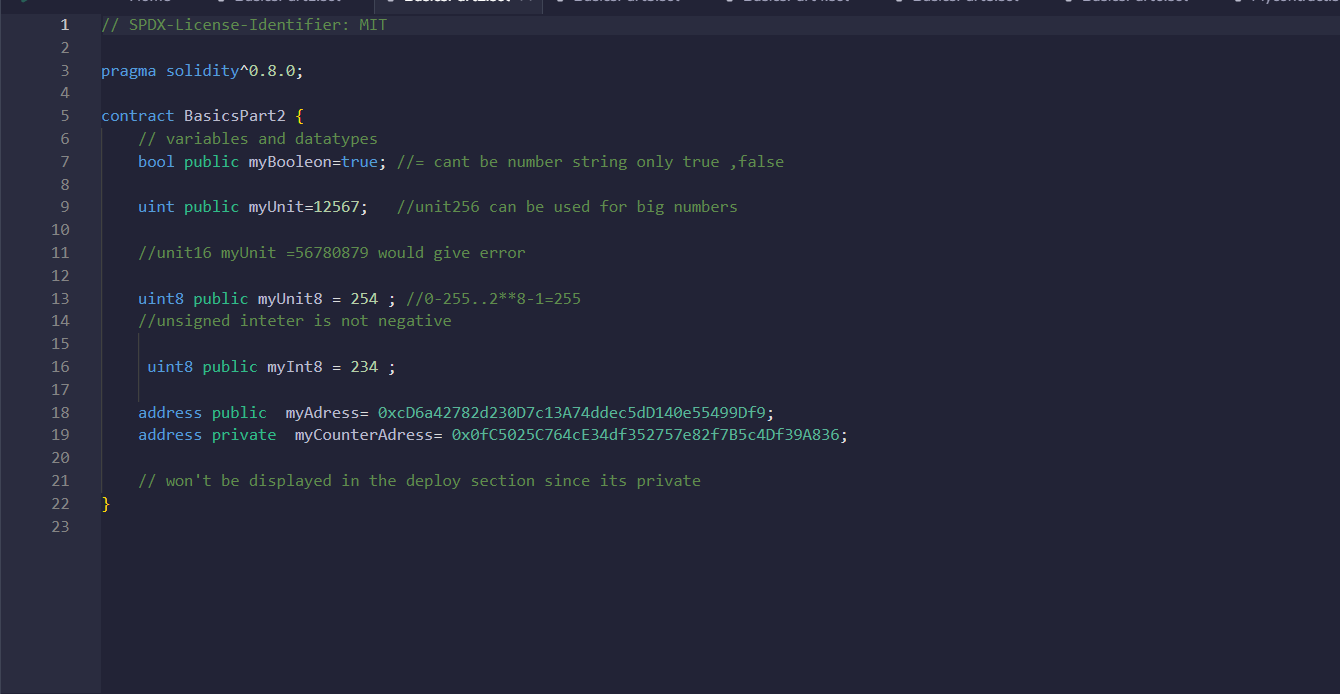 1 // SPDX-License-Identifier: MIT
2
3 pragma solidity^0.8.0;
4
5 contract BasicsPart2 {
6 // variables and datatypes
7 bool public myBooleon=true; //= cant be number string only true ,false
8
9 uint public myUnit=12567; //unit256 can be used for big numbers
10
11 //unit16 myUnit =56780879 would give error
12
13 uint8 public myUnit8 = 254 ; //0-255..2**8-1=255
14 //unsigned inteter is not negative
15
16 uint8 public myInt8 = 234 ;
17
18 address public myAdress= 0xcD6a42782d230D7c13A74ddec5dD140e55499Df9;
19 address private myCounterAdress= 0x0fC5025C764cE34df352757e82f7B5c4Df39A836;
20
21 // won't be displayed in the deploy section since its private
22 }
23